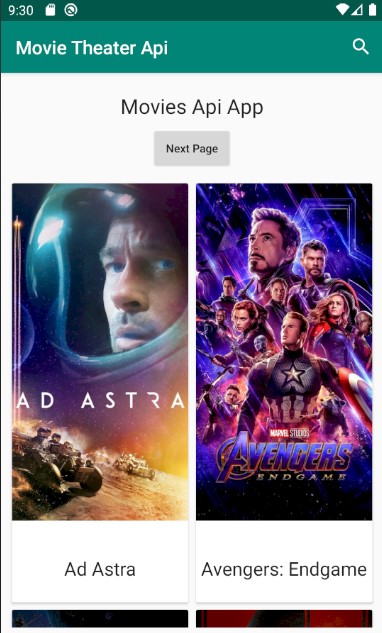 9:30
Movie Theater Api
Movies Api App
Next Page
AD ASTRA
MARVEL STUDIOS
AVENGERS
ENDGAME
Ad Astra
Avengers: Endgame